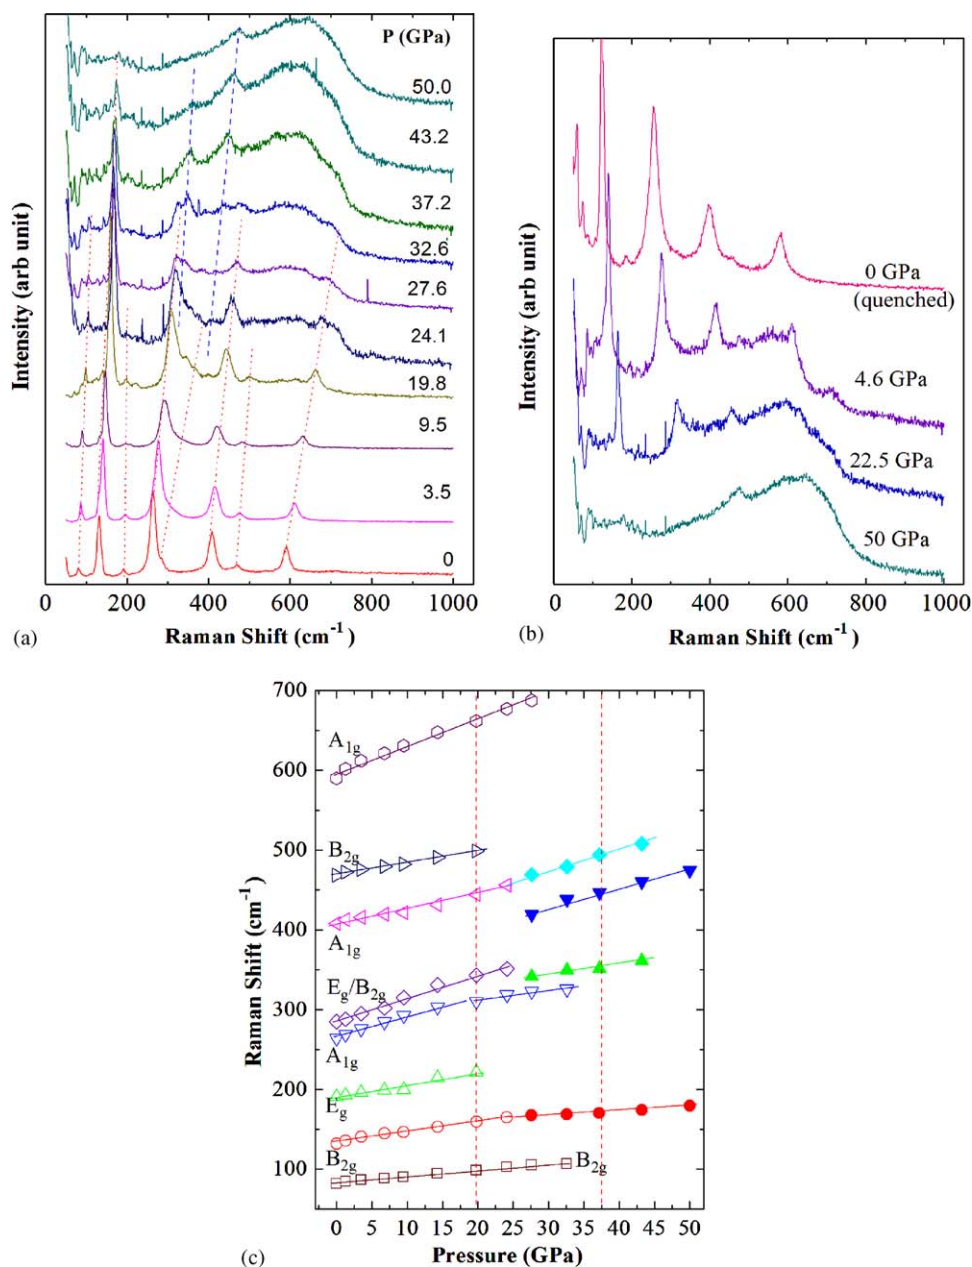 P (GPa)
50.0
43.2
37.2
32.6
27.6
24.1
19.8
9.5
3.5
0
Intensity (arb unit)
0 200 400 600 800 1000
Raman Shift (cm⁻¹)
(a)
0 GPa
(quenched)
4.6 GPa
22.5 GPa
50 GPa
Intensity (arb unit)
0 200 400 600 800 1000
Raman Shift (cm⁻¹)
(b)
700
600
500
400
300
200
100
Raman Shift (cm⁻¹)
A1g
B2g
A1g
Eg/B2g
A1g
Eg
B2g
B2g
0 5 10 15 20 25 30 35 40 45 50
Pressure (GPa)
(c)